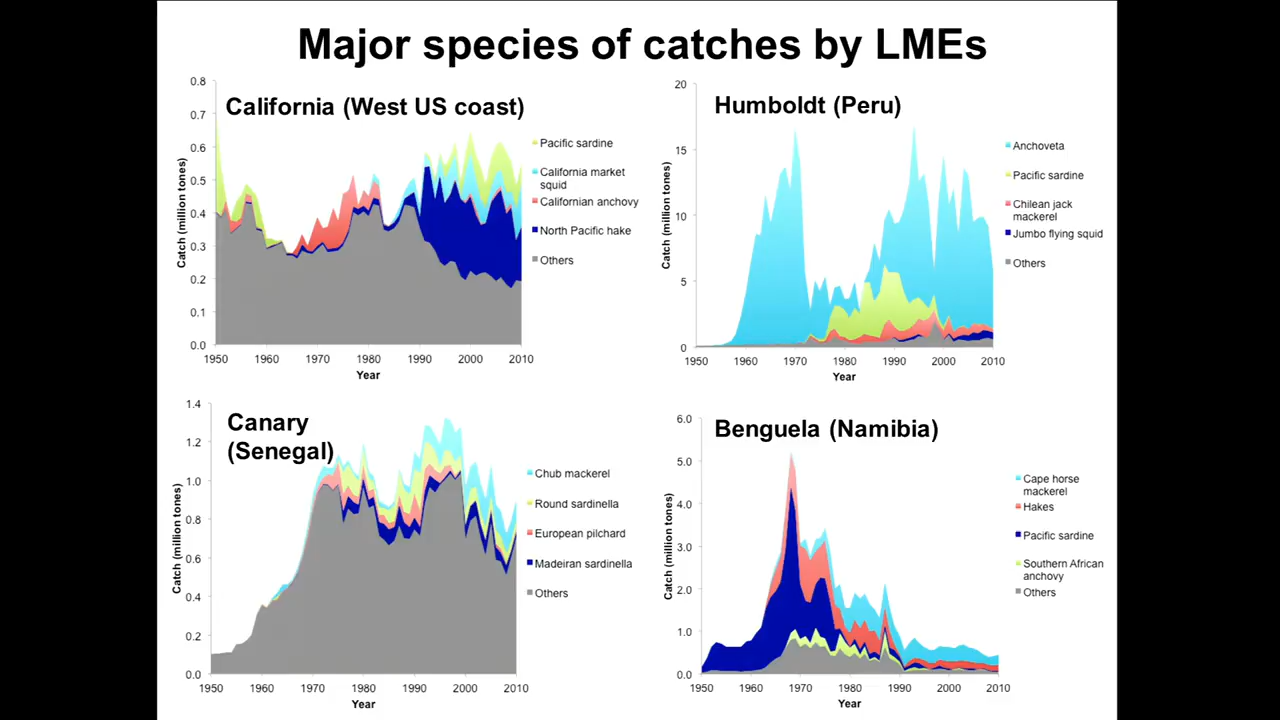 Major species of catches by LMEs
California (West US coast)
0.8
0.7
0.6
0.5
0.4
0.3
0.2
0.1
0.0
Catch (million tones)
1950
1960
1970
1980
1990
2000
2010
Year
Pacific sardine
California market
squid
Californian anchovy
North Pacific hake
Others
Humboldt (Peru)
20
15
10
5
0
Catch (million tones)
1950
1960
1970
1980
1990
2000
2010
Year
Anchoveta
Pacific sardine
Chilean jack
mackerel
Jumbo flying squid
Others
Canary
(Senegal)
1.4
1.2
1.0
0.8
0.6
0.4
0.2
0.0
Catch (million tones)
1950
1960
1970
1980
1990
2000
2010
Year
Chub mackerel
Round sardinella
European pilchard
Madeiran sardinella
Others
Benguela (Namibia)
6.0
5.0
4.0
3.0
2.0
1.0
0.0
Catch (million tones)
1950
1960
1970
1980
1990
2000
2010
Year
Cape horse
mackerel
Hakes
Pacific sardine
Southern African
anchovy
Others